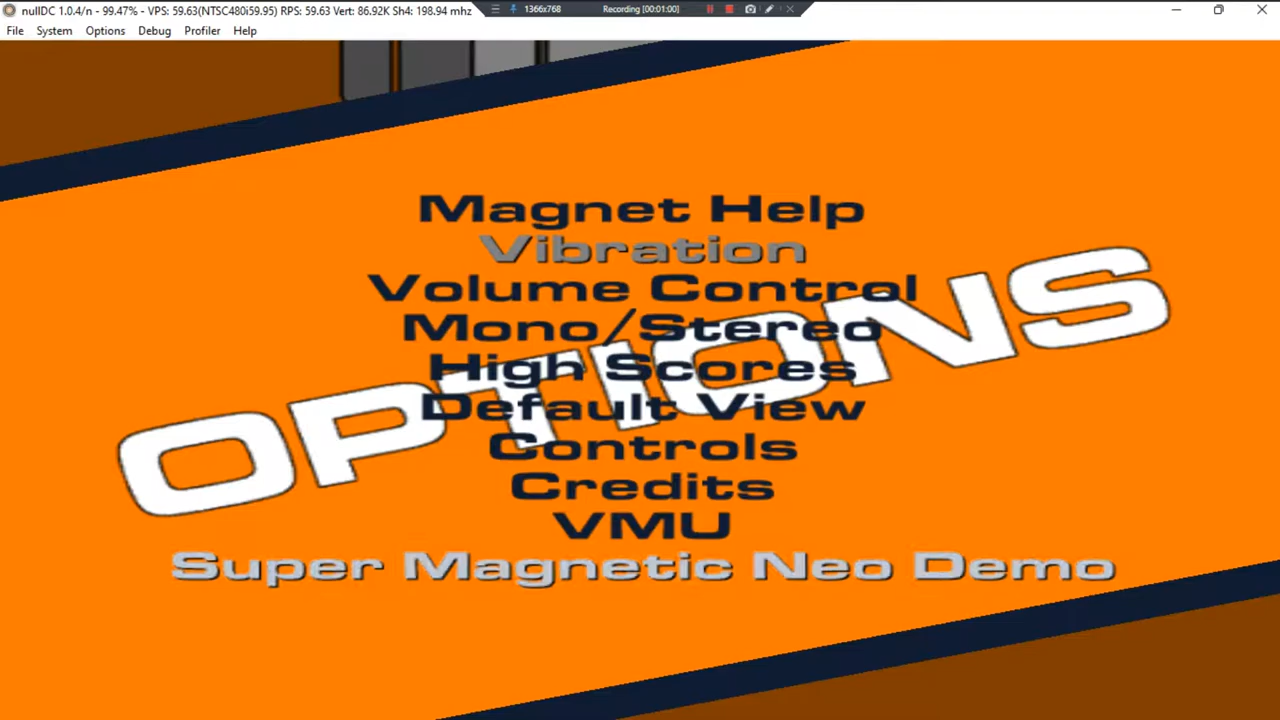 nullDC 1.0.4/n - 99.47% - VPS: 59.63(NTSC480i59.95) RPS: 59.63 Vert: 86.92K Sh4: 198.94 mhz
1366x768
Recording [00:01:00]
File System Options Debug Profiler Help
Magnet Help
Vibration
Volume Control
Mono/Stereo
High Scores
Default View
Controls
Credits
VMU
Super Magnetic Neo Demo
OPTIONS